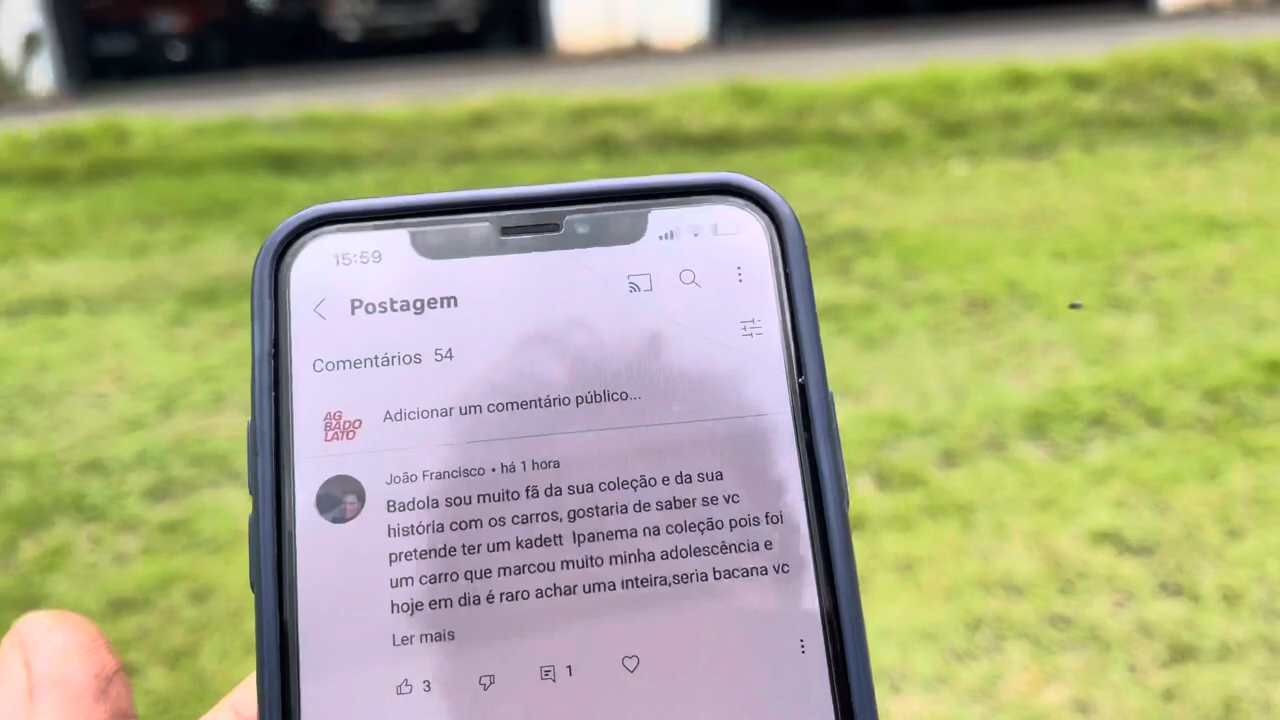 15:59
Postagem
Comentários 54
AG
BADO
LATO
Adicionar um comentário público...
João Francisco • há 1 hora
Badola sou muito fã da sua coleção e da sua
história com os carros, gostaria de saber se vc
pretende ter um kadett Ipanema na coleção pois foi
um carro que marcou muito minha adolescência e
hoje em dia é raro achar uma inteira,seria bacana vc
Ler mais
3
1